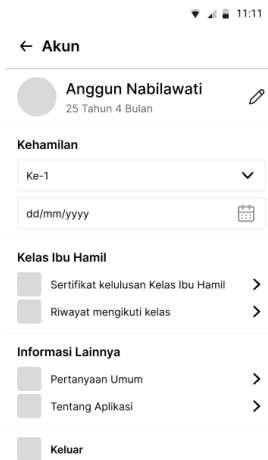 11:11
Akun
Anggun Nabilawati
25 Tahun 4 Bulan
Kehamilan
Ke-1
dd/mm/yyyy
Kelas Ibu Hamil
Sertifikat kelulusan Kelas Ibu Hamil
Riwayat mengikuti kelas
Informasi Lainnya
Pertanyaan Umum
Tentang Aplikasi
Keluar